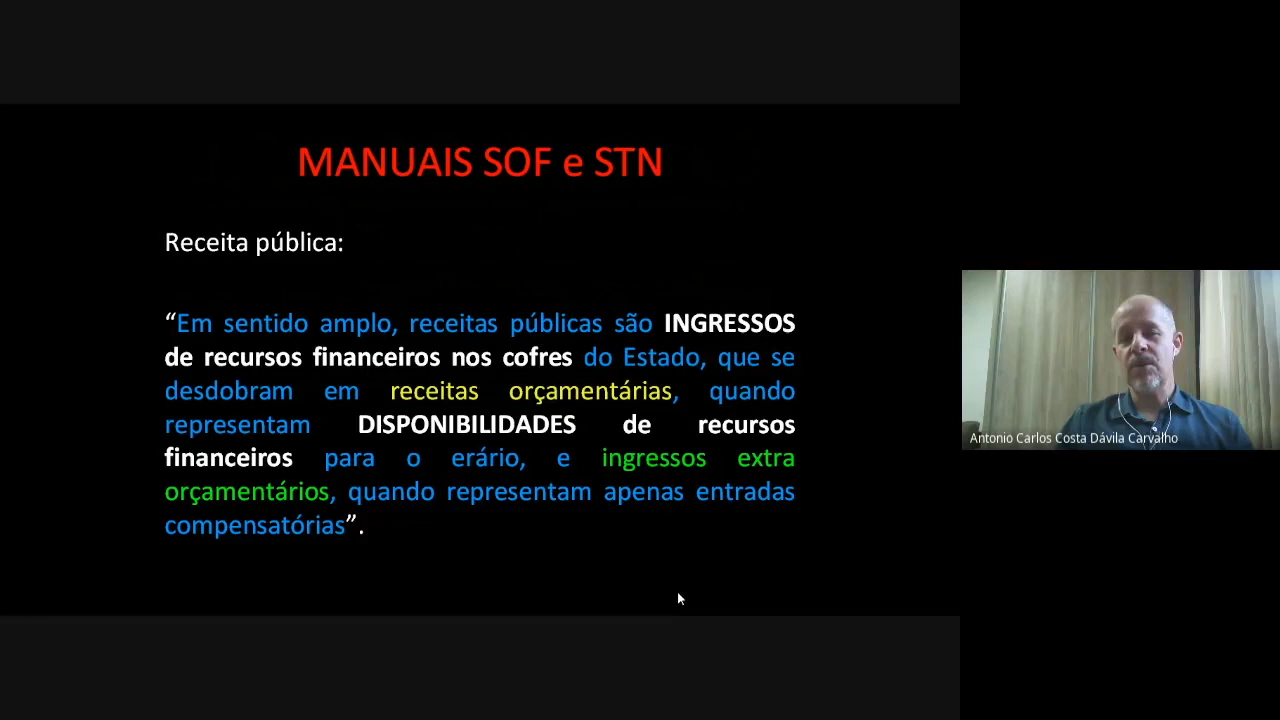 MANUAIS SOF e STN
Receita pública:
“Em sentido amplo, receitas públicas são INGRESSOS
de recursos financeiros nos cofres do Estado, que se
desdobram em receitas orçamentárias, quando
representam DISPONIBILIDADES de recursos
financeiros para o erário, e ingressos extra
orçamentários, quando representam apenas entradas
compensatórias”.
Antonio Carlos Costa Dávila Carvalho